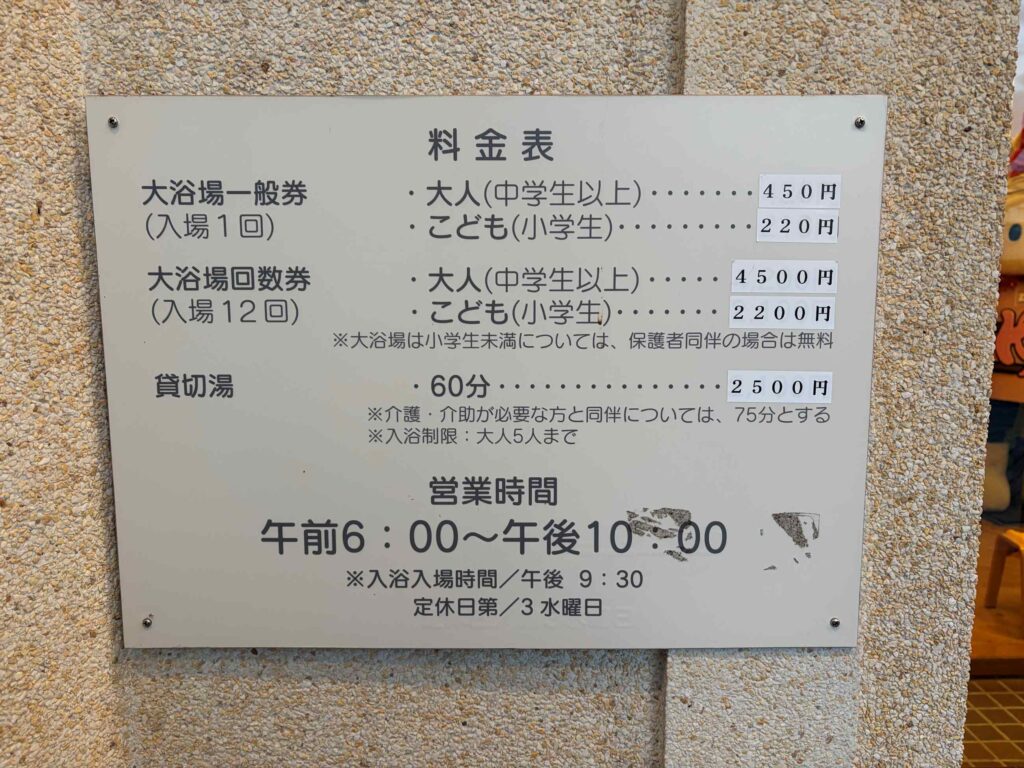 料金表
大浴場一般券 ・大人(中学生以上)・・・・・・・450円
(入場1回) ・こども(小学生)・・・・・・・・・220円
大浴場回数券 ・大人(中学生以上)・・・・・・4500円
(入場12回) ・こども(小学生)・・・・・・・2200円
※大浴場は小学生未満については、保護者同伴の場合は無料
貸切湯 ・60分・・・・・・・・・・・・・・・2500円
※介護・介助が必要な方と同伴については、75分とする
※入浴制限：大人5人まで
営業時間
午前6：00～午後10：00
※入浴入場時間／午後 9：30
定休日第／3水曜日